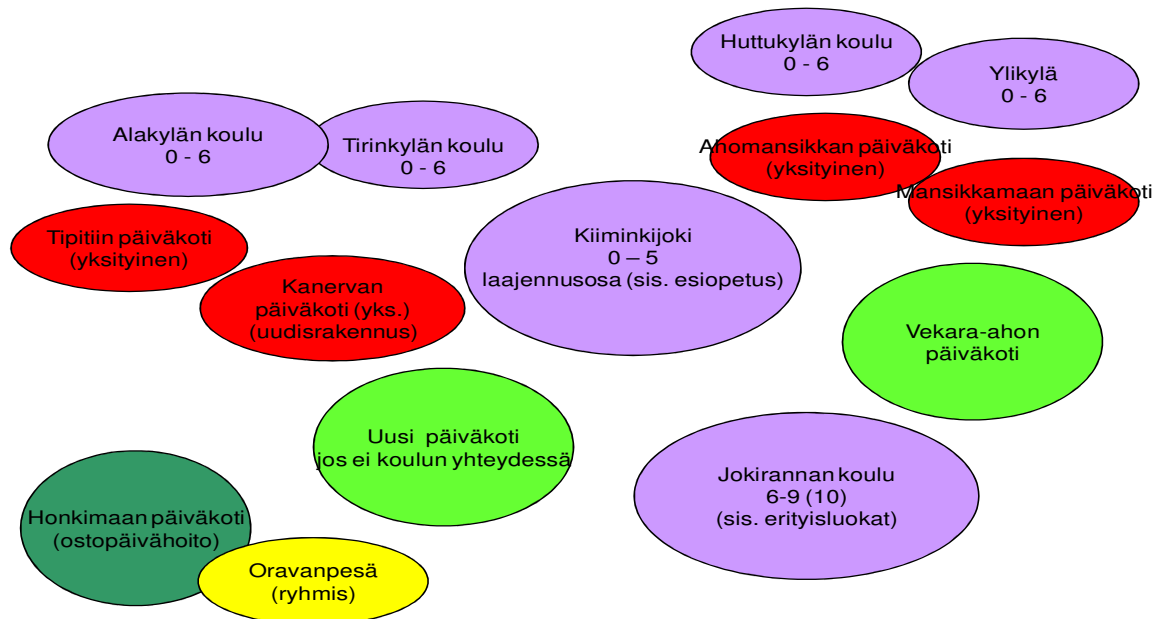 Huttukylän koulu
0 - 6
Ylikylä
0 - 6
Alakylän koulu
0 - 6
Tirinkylän koulu
0 - 6
Ahomansikkan päiväkoti
(yksityinen)
Mansikkamaan päiväkoti
(yksityinen)
Tipitiin päiväkoti
(yksityinen)
Kiiminkijoki
0 – 5
laajennusosa (sis. esiopetus)
Kanervan
päiväkoti (yks.)
(uudisrakennus)
Vekara-ahon
päiväkoti
Uusi päiväkoti
jos ei koulun yhteydessä
Jokirannan koulu
6-9 (10)
(sis. erityisluokat)
Honkimaan päiväkoti
(ostopäivähoito)
Oravanpesä
(ryhmis)